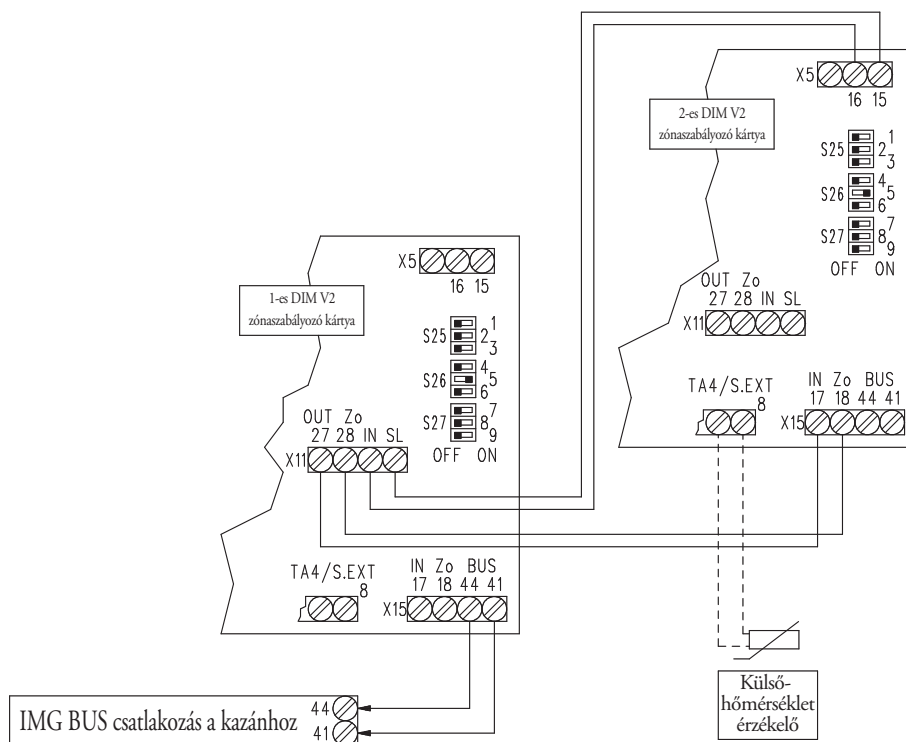 X5
16 15
2-es DIM V2
zónaszabályozó kártya
S25
1
2
3
S26
4
5
6
S27
7
8
9
OFF ON
OUT Zo
27 28 IN SL
X11
TA4/S.EXT
8
IN Zo BUS
17 18 44 41
X15
X5
16 15
1-es DIM V2
zónaszabályozó kártya
S25
1
2
3
S26
4
5
6
S27
7
8
9
OFF ON
OUT Zo
27 28 IN SL
X11
TA4/S.EXT
8
IN Zo BUS
17 18 44 41
X15
Külső-
hőmérséklet
érzékelő
IMG BUS csatlakozás a kazánhoz
44
41